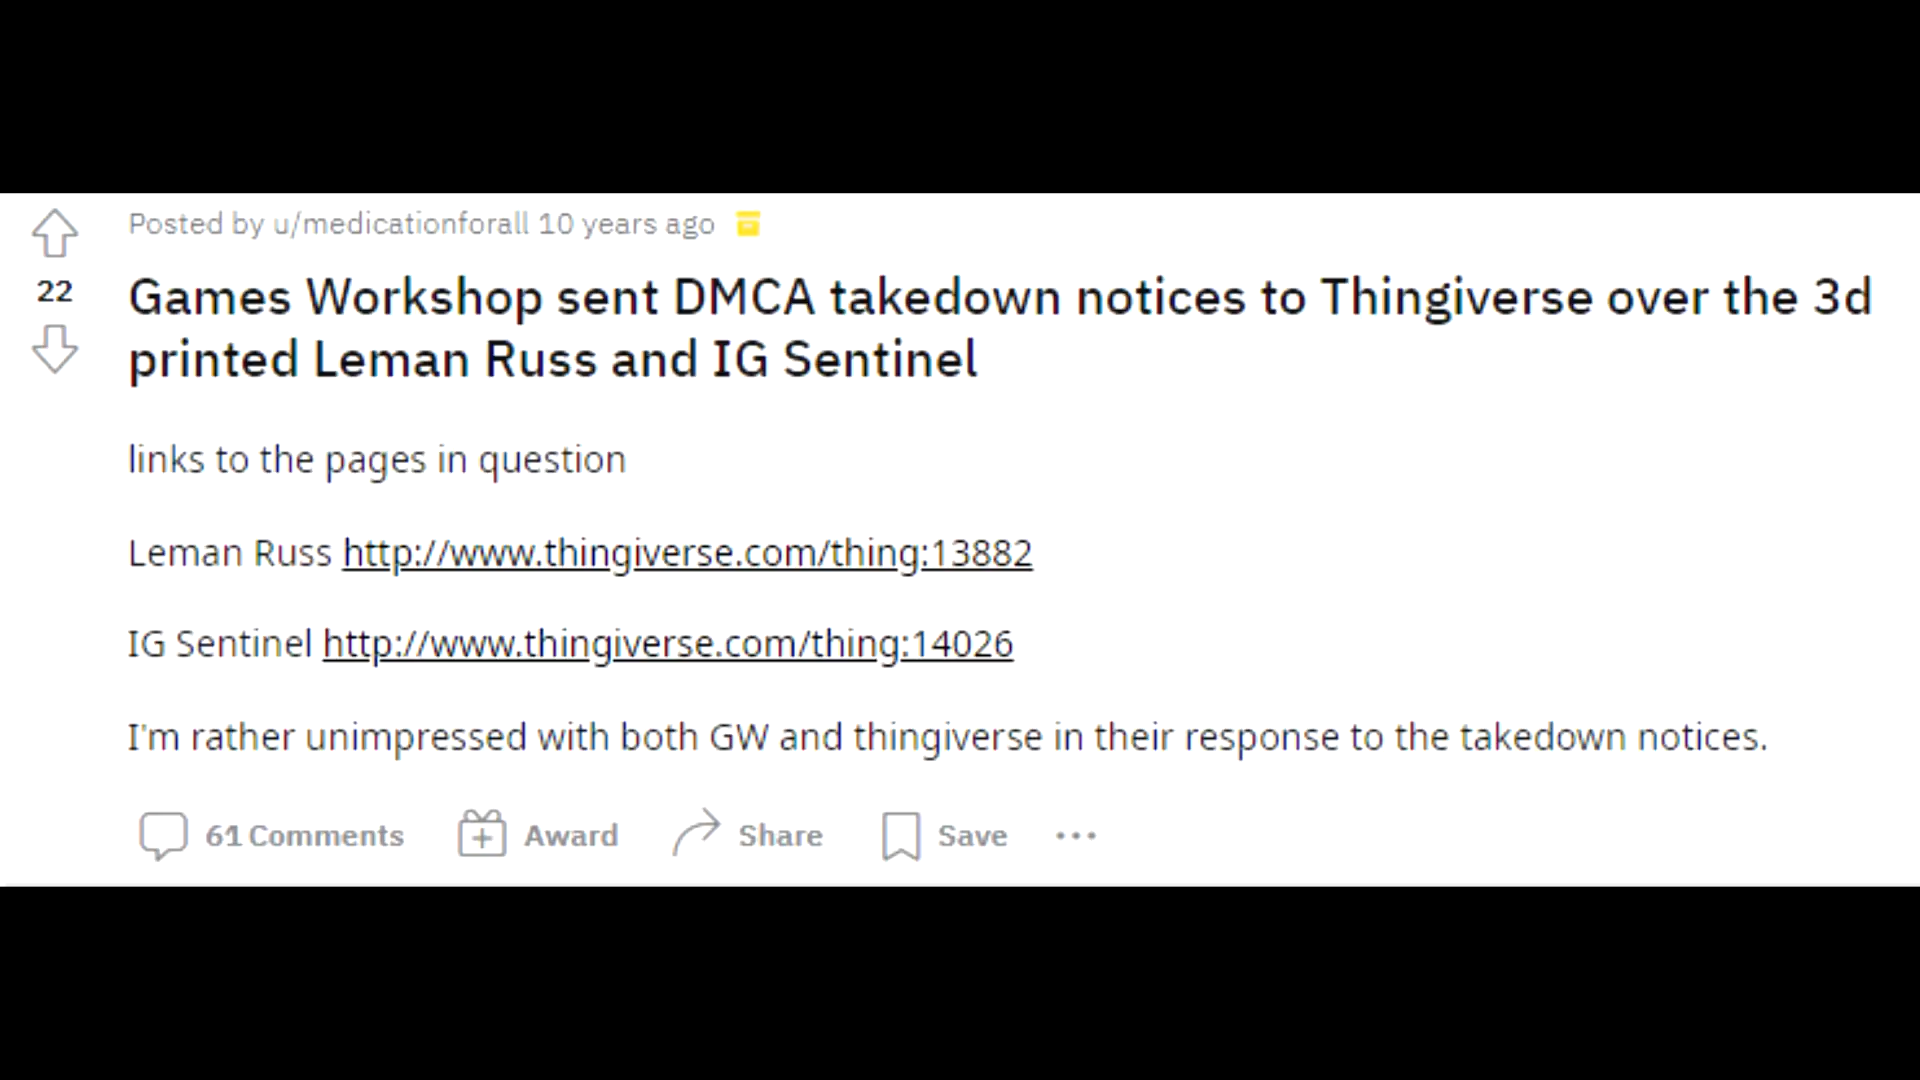 Posted by u/medicationforall 10 years ago
22
Games Workshop sent DMCA takedown notices to Thingiverse over the 3d
printed Leman Russ and IG Sentinel
links to the pages in question
Leman Russ http://www.thingiverse.com/thing:13882
IG Sentinel http://www.thingiverse.com/thing:14026
I'm rather unimpressed with both GW and thingiverse in their response to the takedown notices.
61 Comments Award Share Save ...